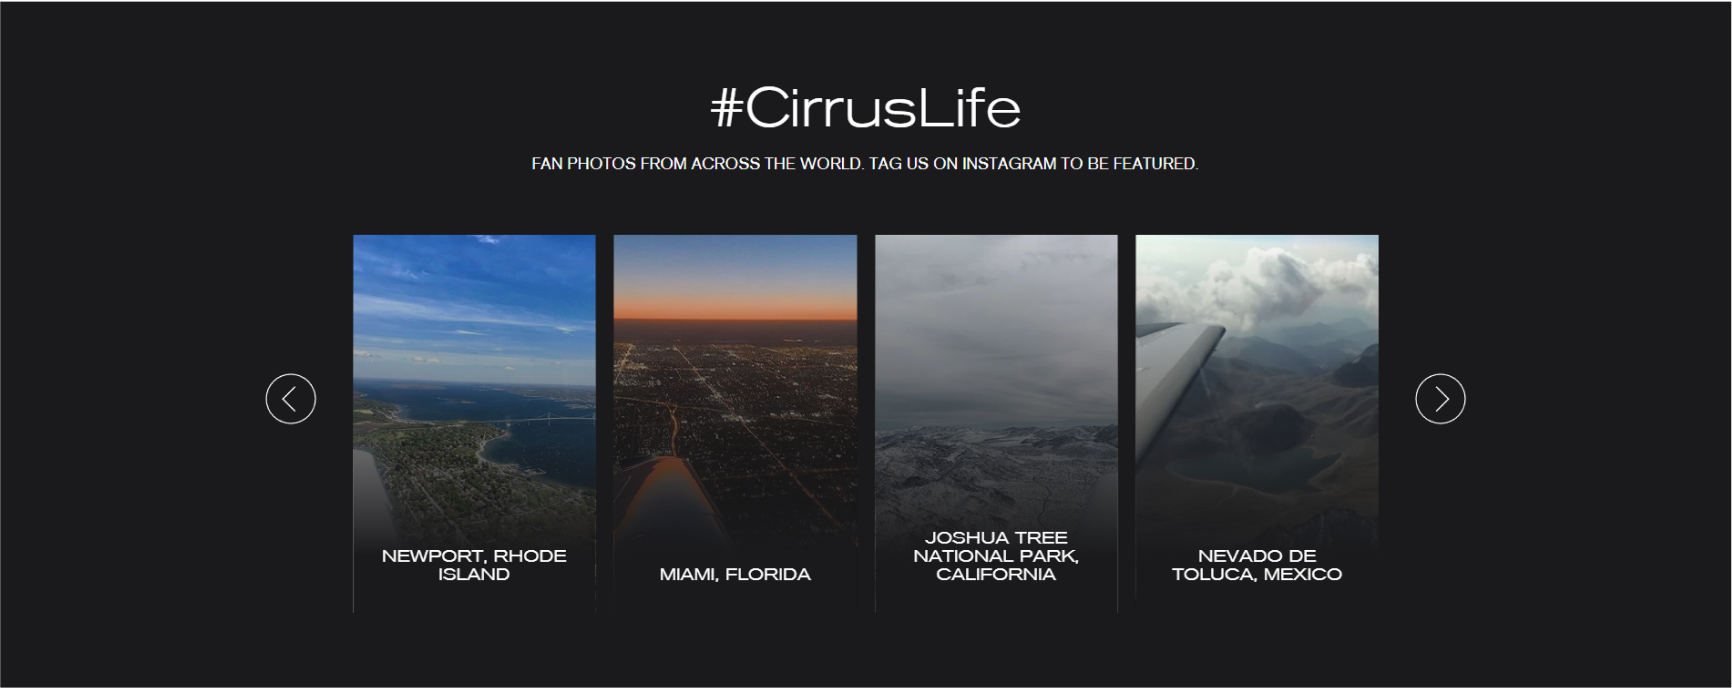 #CirrusLife
FAN PHOTOS FROM ACROSS THE WORLD. TAG US ON INSTAGRAM TO BE FEATURED.
NEWPORT, RHODE
ISLAND
MIAMI, FLORIDA
JOSHUA TREE
NATIONAL PARK,
CALIFORNIA
NEVADO DE
TOLUCA, MEXICO